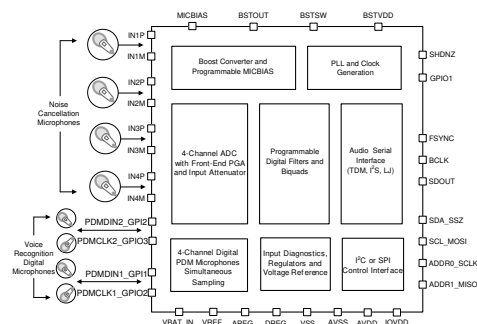 MICBIAS BSTOUT BSTSW BSTVDD
IN1P
IN1M
Boost Converter and
Programmable MICBIAS
PLL and Clock
Generation
SHDNZ
GPIO1
IN2P
IN2M
Noise
Cancellation
Microphones
IN3P
IN3M
4-Channel ADC
with Front-End PGA
and Input Attenuator
Programmable
Digital Filters and
Biquads
Audio Serial
Interface
(TDM, I²S, LJ)
FSYNC
BCLK
SDOUT
IN4P
IN4M
PDMDIN2_GPI2
PDMCLK2_GPIO3
Voice
Recognition
Digital
Microphones
PDMDIN1_GPI1
PDMCLK1_GPIO2
4-Channel Digital
PDM Microphones
Simultaneous
Sampling
Input Diagnostics,
Regulators and
Voltage Reference
I²C or SPI
Control Interface
SDA_SSZ
SCL_MOSI
ADDR0_SCLK
ADDR1_MISO
VBAT_IN VREF AREG DREG VSS AVSS AVDD IOVDD